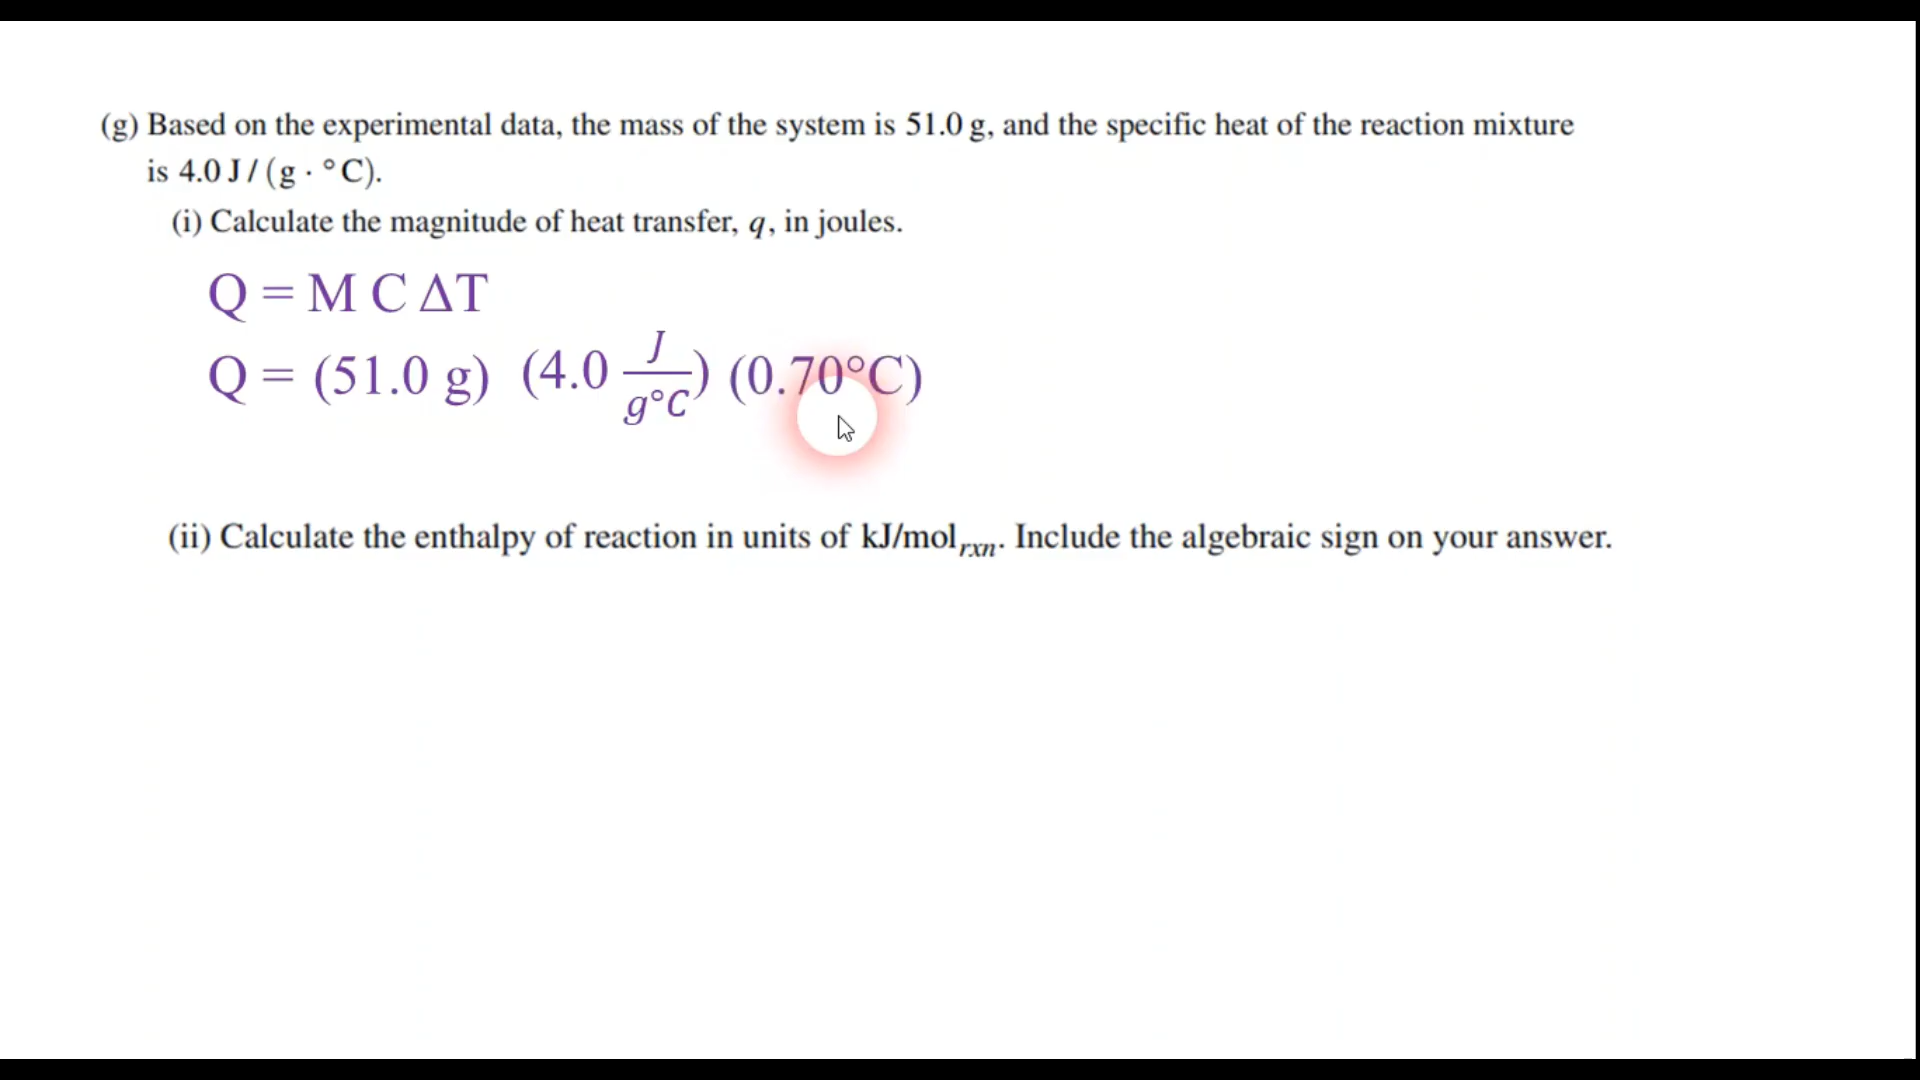 (g) Based on the experimental data, the mass of the system is 51.0 g, and the specific heat of the reaction mixture
is 4.0 J / (g · °C).
(i) Calculate the magnitude of heat transfer, q, in joules.
Q = M C ΔT
Q = (51.0 g) (4.0 J/g°C) (0.70°C)
(ii) Calculate the enthalpy of reaction in units of kJ/mol_rxn. Include the algebraic sign on your answer.